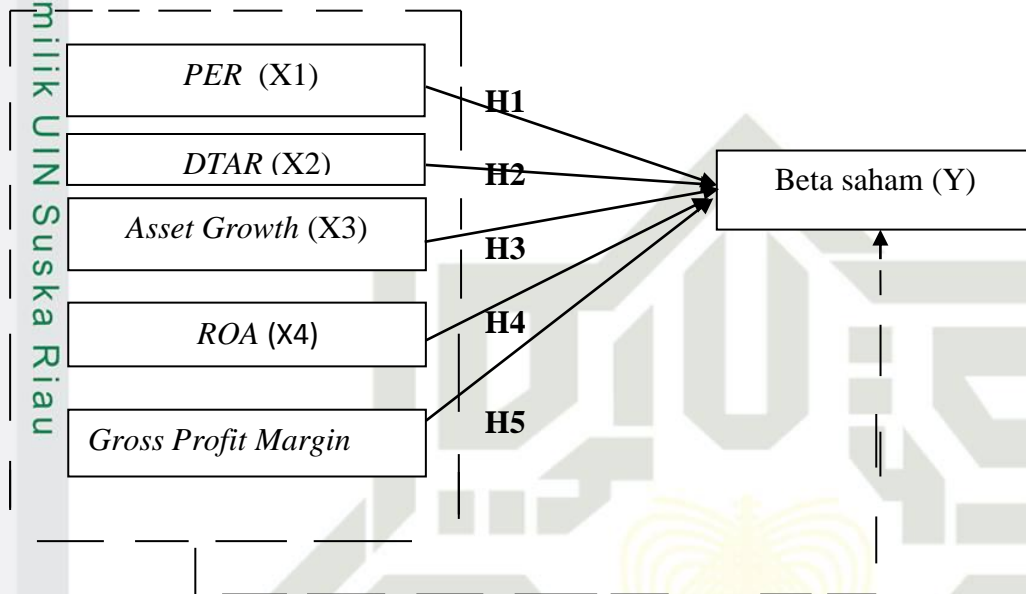 milik UIN Suska Riau
PER (X1)
H1
DTAR (X2)
H2
Beta saham (Y)
Asset Growth (X3)
H3
ROA (X4)
H4
Gross Profit Margin
H5